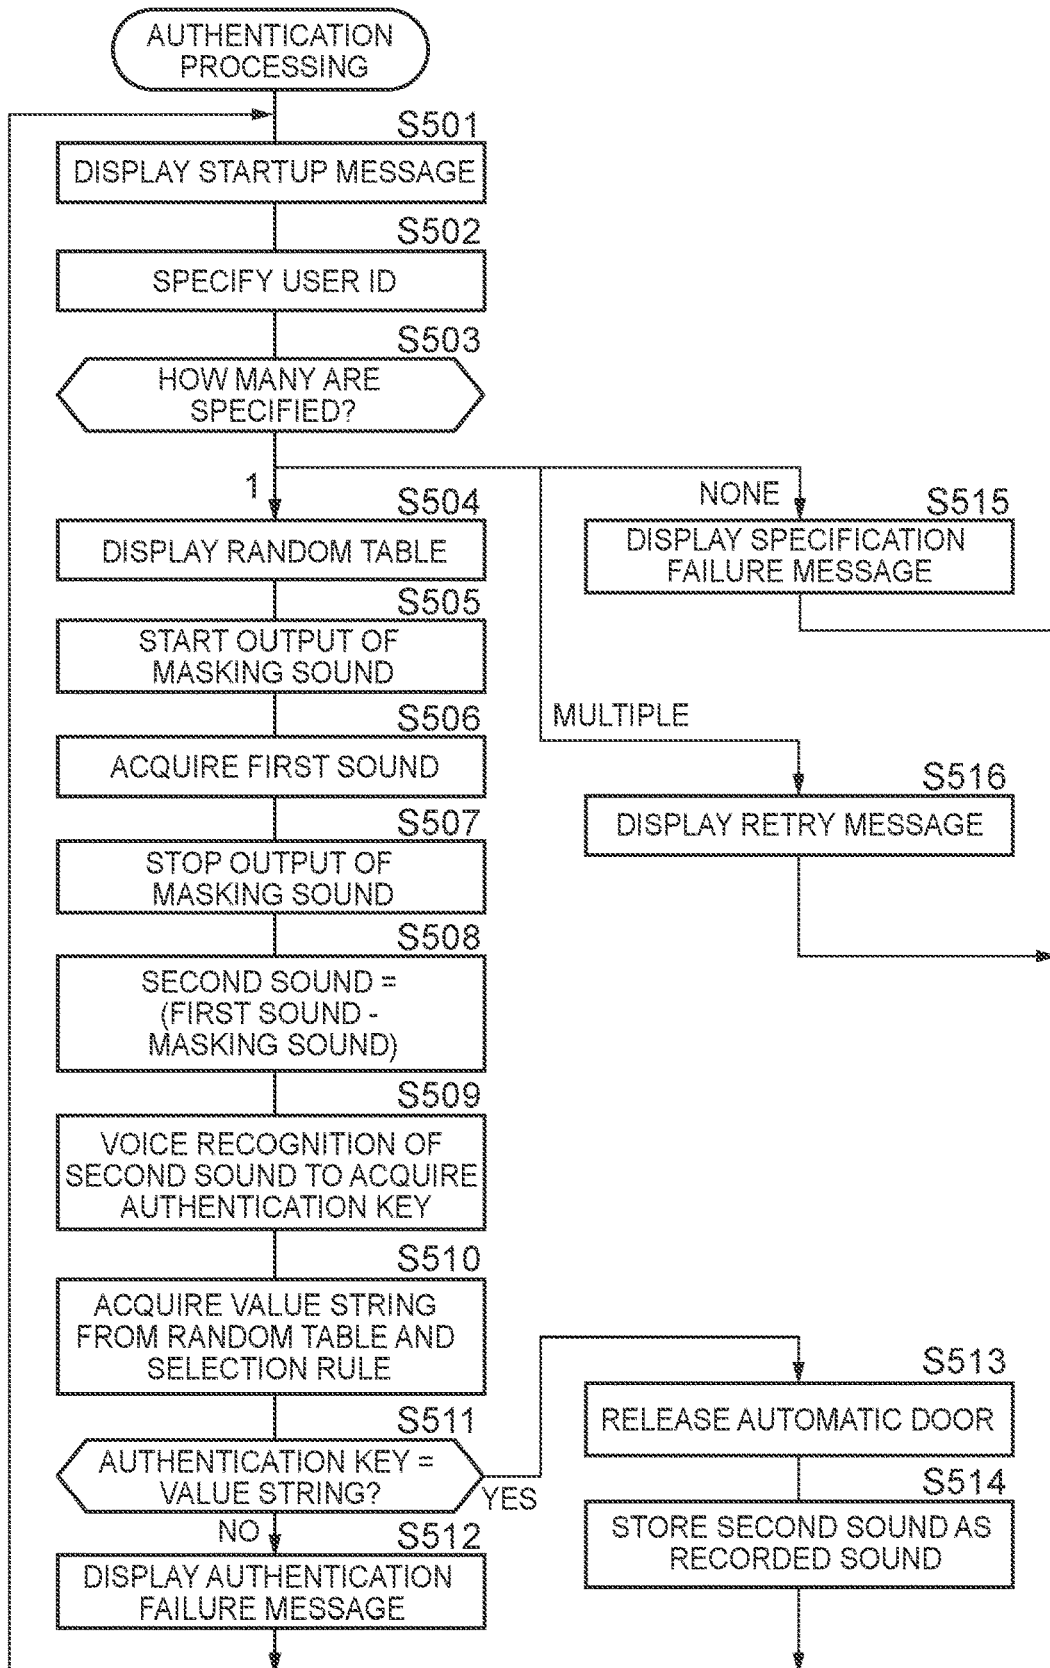 AUTHENTICATION
PROCESSING
S501
DISPLAY STARTUP MESSAGE
S502
SPECIFY USER ID
S503
HOW MANY ARE
SPECIFIED?
1
NONE
S504
DISPLAY RANDOM TABLE
S515
DISPLAY SPECIFICATION
FAILURE MESSAGE
S505
START OUTPUT OF
MASKING SOUND
MULTIPLE
S506
ACQUIRE FIRST SOUND
S516
DISPLAY RETRY MESSAGE
S507
STOP OUTPUT OF
MASKING SOUND
S508
SECOND SOUND =
(FIRST SOUND -
MASKING SOUND)
S509
VOICE RECOGNITION OF
SECOND SOUND TO ACQUIRE
AUTHENTICATION KEY
S510
ACQUIRE VALUE STRING
FROM RANDOM TABLE AND
SELECTION RULE
S511
AUTHENTICATION KEY =
VALUE STRING?
YES
NO
S512
DISPLAY AUTHENTICATION
FAILURE MESSAGE
S513
RELEASE AUTOMATIC DOOR
S514
STORE SECOND SOUND AS
RECORDED SOUND